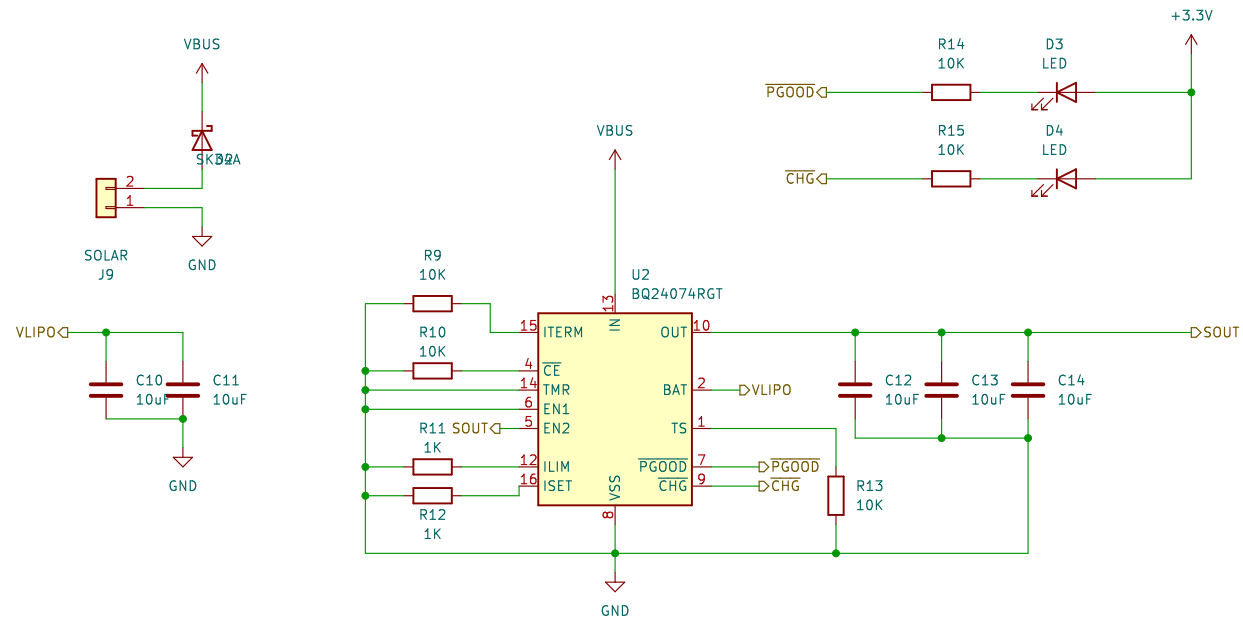 +3.3V
VBUS
R14
10K
D3
LED
PGOOD
VBUS
R15
10K
D4
LED
CHG
2
1
SOLAR
J9
GND
R9
10K
U2
BQ24074RGT
13
IN
15
ITERM
OUT
10
SOUT
VLIPO
R10
10K
4
CE
14
TMR
BAT
2
VLIPO
C10
10uF
C11
10uF
C12
10uF
C13
10uF
C14
10uF
6
EN1
R11
1K
SOUT
5
EN2
TS
1
12
ILIM
PGOOD
7
PGOOD
16
ISET
CHG
9
CHG
VSS
8
R12
1K
R13
10K
GND
GND